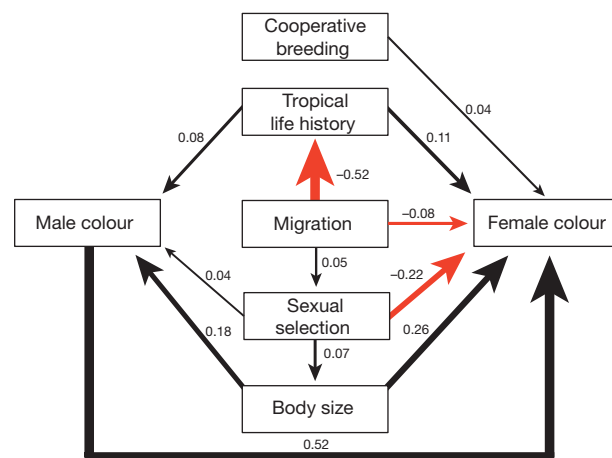 Cooperative
breeding
Tropical
life history
0.04
0.08
0.11
−0.52
Male colour
Migration
−0.08
Female colour
0.05
−0.22
0.04
Sexual
selection
0.18
0.07
0.26
Body size
0.52